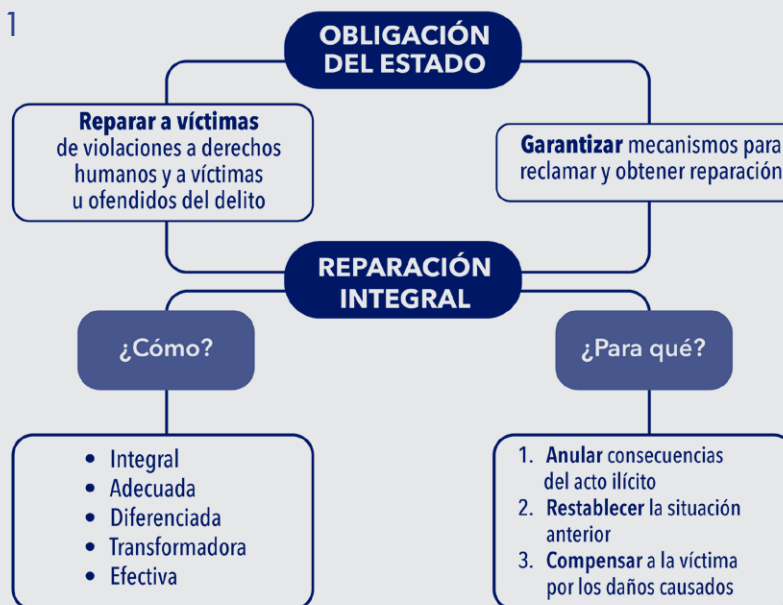 1
OBLIGACIÓN
DEL ESTADO
Reparar a víctimas
de violaciones a derechos
humanos y a víctimas
u ofendidos del delito
Garantizar mecanismos para
reclamar y obtener reparación
REPARACIÓN
INTEGRAL
¿Cómo?
¿Para qué?
• Integral
• Adecuada
• Diferenciada
• Transformadora
• Efectiva
1. Anular consecuencias
del acto ilícito
2. Restablecer la situación
anterior
3. Compensar a la víctima
por los daños causados